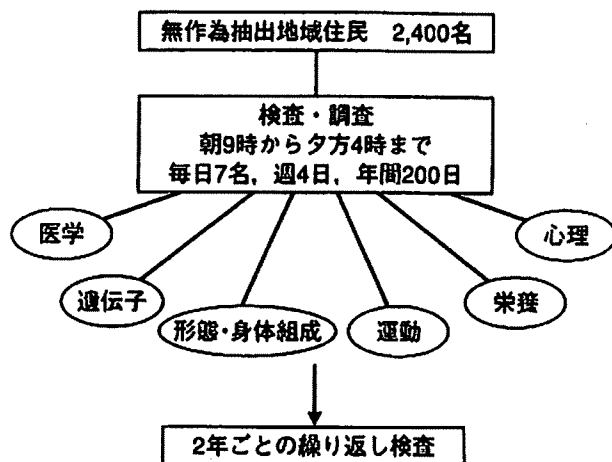 無作為抽出地域住民　2,400名
検査・調査
朝9時から夕方4時まで
毎日7名，週4日，年間200日
医学
心理
遺伝子
栄養
形態・身体組成
運動
2年ごとの繰り返し検査